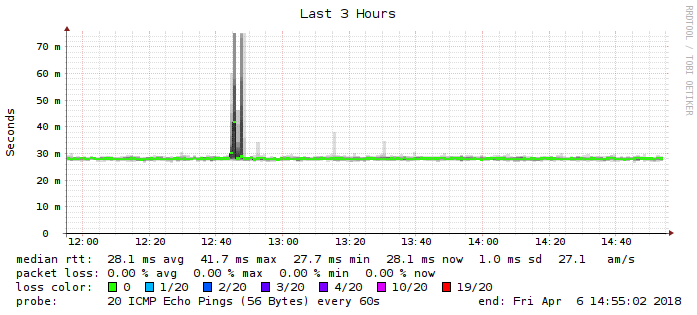 Last 3 Hours
RRDTOOL / TOBI OETIKER
Seconds
70 m
60 m
50 m
40 m
30 m
20 m
10 m
0
12:00 12:20 12:40 13:00 13:20 13:40 14:00 14:20 14:40
median rtt: 28.1 ms avg 41.7 ms max 27.7 ms min 28.1 ms now 1.0 ms sd 27.1 am/s
packet loss: 0.00 % avg 0.00 % max 0.00 % min 0.00 % now
loss color: 0 1/20 2/20 3/20 4/20 10/20 19/20
probe: 20 ICMP Echo Pings (56 Bytes) every 60s end: Fri Apr 6 14:55:02 2018